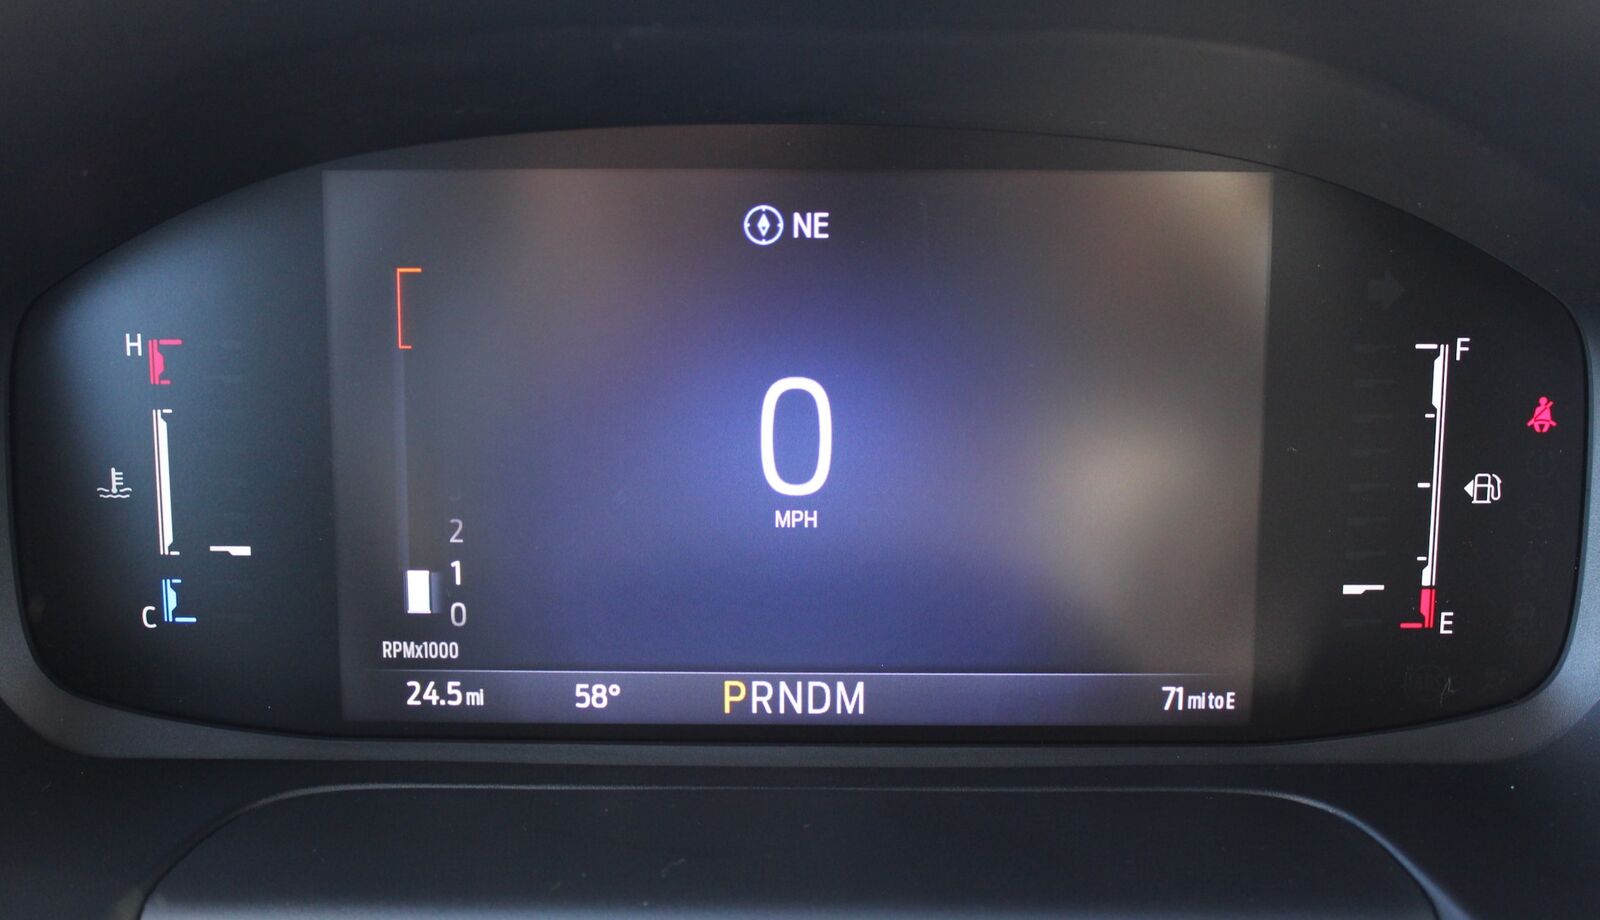 NE
H
F
0
MPH
2
1
0
C
E
RPMx1000
24.5 mi 58° PRNDM 71 mi to E